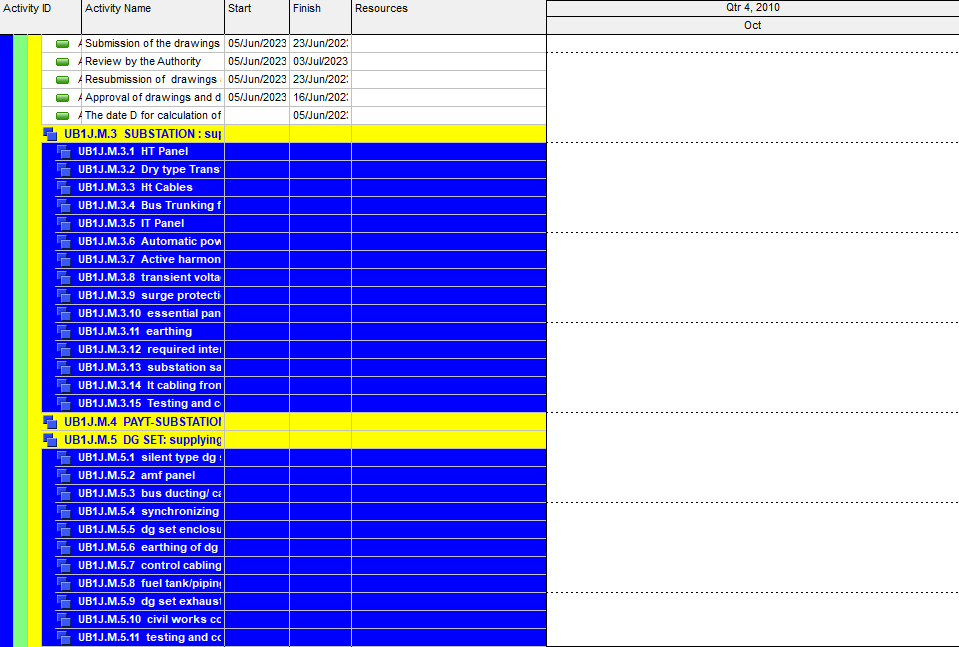 Activity ID Activity Name Start Finish Resources Qtr 4, 2010
Oct
Submission of the drawings 05/Jun/2023 23/Jun/202
Review by the Authority 05/Jun/2023 03/Jul/2023
Resubmission of drawings 05/Jun/2023 23/Jun/202
Approval of drawings and d 05/Jun/2023 16/Jun/202
The date D for calculation of 05/Jun/202
UB1J.M.3 SUBSTATION : sup
UB1J.M.3.1 HT Panel
UB1J.M.3.2 Dry type Trans
UB1J.M.3.3 Ht Cables
UB1J.M.3.4 Bus Trunking f
UB1J.M.3.5 IT Panel
UB1J.M.3.6 Automatic pow
UB1J.M.3.7 Active harmon
UB1J.M.3.8 transient volta
UB1J.M.3.9 surge protecti
UB1J.M.3.10 essential pan
UB1J.M.3.11 earthing
UB1J.M.3.12 required inter
UB1J.M.3.13 substation sa
UB1J.M.3.14 lt cabling fron
UB1J.M.3.15 Testing and c
UB1J.M.4 PAYT-SUBSTATION
UB1J.M.5 DG SET: supplying
UB1J.M.5.1 silent type dg
UB1J.M.5.2 amf panel
UB1J.M.5.3 bus ducting/ ca
UB1J.M.5.4 synchronizing
UB1J.M.5.5 dg set enclosu
UB1J.M.5.6 earthing of dg
UB1J.M.5.7 control cabling
UB1J.M.5.8 fuel tank/piping
UB1J.M.5.9 dg set exhaust
UB1J.M.5.10 civil works co
UB1J.M.5.11 testing and co